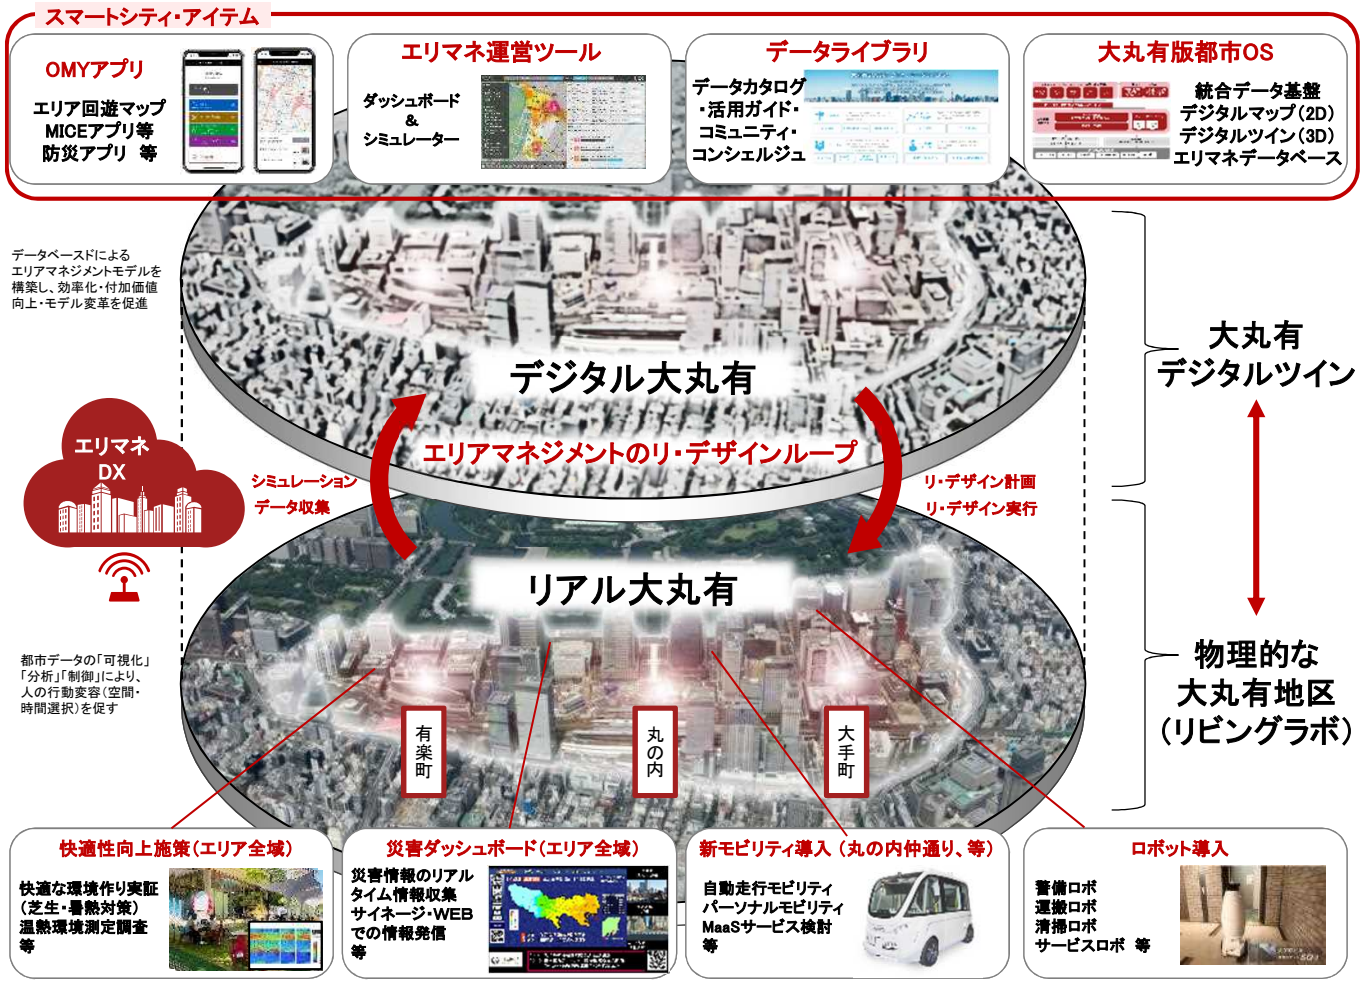 スマートシティ・アイテム
OMYアプリ
エリア回遊マップ
MICEアプリ等
防災アプリ 等
エリマネ運営ツール
ダッシュボード
&
シミュレーター
データライブラリ
データカタログ
・活用ガイド・
コミュニティ・
コンシェルジュ
大丸有版都市OS
統合データ基盤
デジタルマップ(2D)
デジタルツイン(3D)
エリマネデータベース
データベースドによる
エリアマネジメントモデルを
構築し、効率化・付加価値
向上・モデル変革を促進
デジタル大丸有
大丸有
デジタルツイン
エリマネ
DX
エリアマネジメントのリ・デザインループ
シミュレーション
データ収集
リ・デザイン計画
リ・デザイン実行
リアル大丸有
都市データの「可視化」
「分析」「制御」により、
人の行動変容(空間・
時間選択)を促す
物理的な
大丸有地区
(リビングラボ)
有楽町
丸の内
大手町
快適性向上施策(エリア全域)
快適な環境作り実証
(芝生・暑熱対策)
温熱環境測定調査
等
災害ダッシュボード(エリア全域)
災害情報のリアル
タイム情報収集
サイネージ・WEB
での情報発信
等
新モビリティ導入 (丸の内仲通り、等)
自動走行モビリティ
パーソナルモビリティ
MaaSサービス検討
等
ロボット導入
警備ロボ
運搬ロボ
清掃ロボ
サービスロボ 等